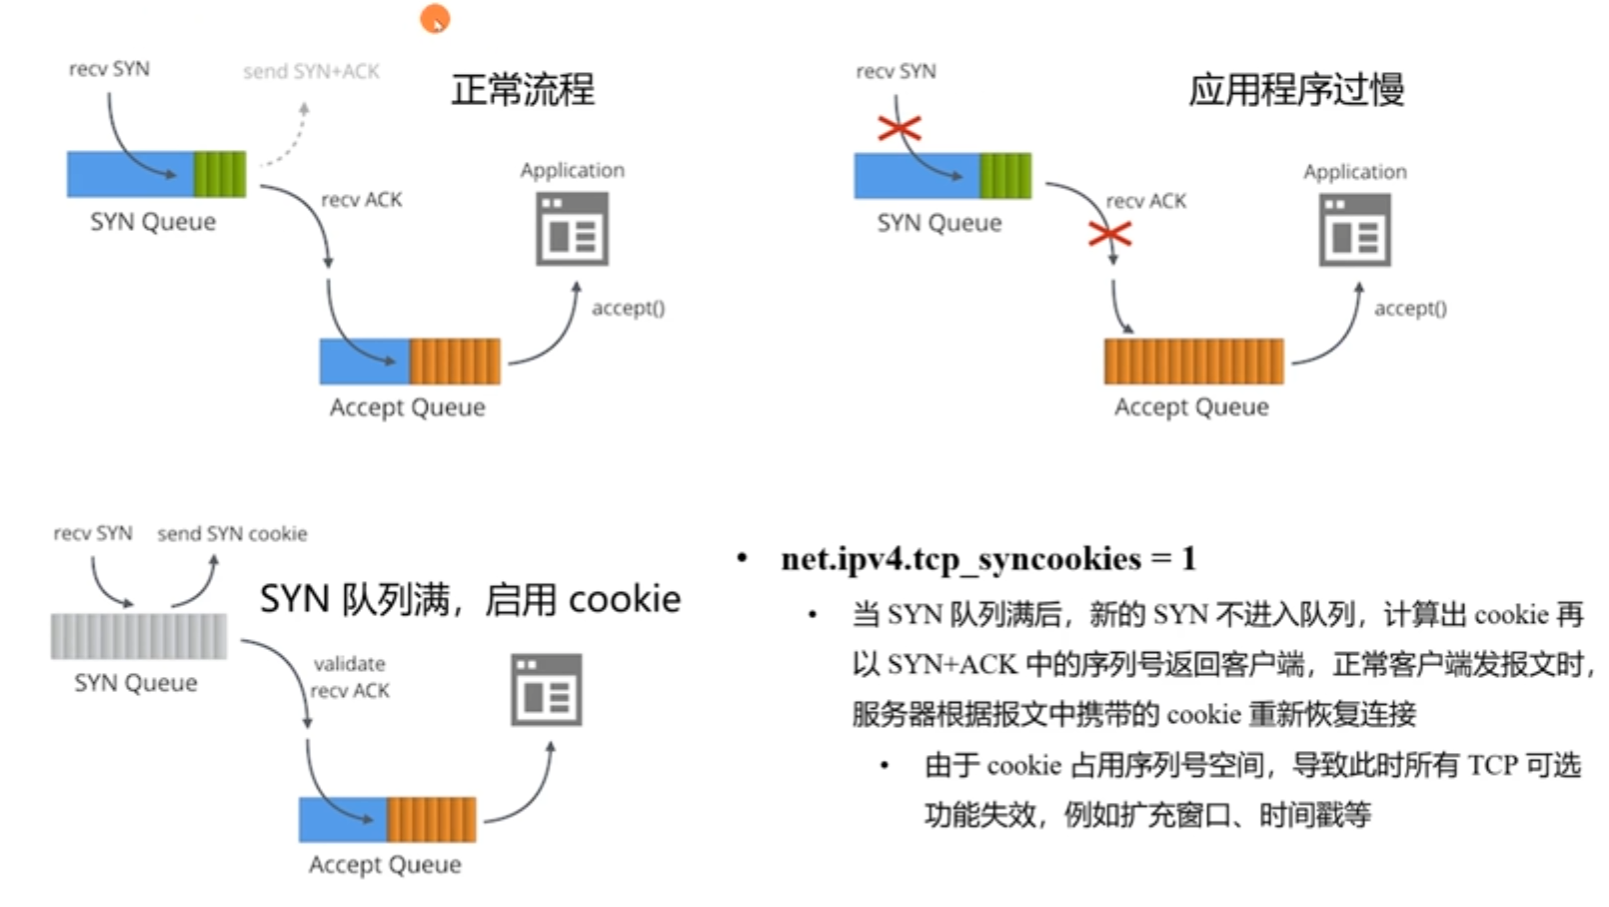 recv SYN
send SYN+ACK
正常流程
SYN Queue
recv ACK
Application
accept()
Accept Queue
recv SYN
应用程序过慢
SYN Queue
recv ACK
Application
accept()
Accept Queue
recv SYN
send SYN cookie
SYN 队列满，启用 cookie
SYN Queue
validate
recv ACK
Accept Queue
• net.ipv4.tcp_syncookies = 1
• 当 SYN 队列满后，新的 SYN 不进入队列，计算出 cookie 再
以 SYN+ACK 中的序列号返回客户端，正常客户端发报文时，
服务器根据报文中携带的 cookie 重新恢复连接
• 由于 cookie 占用序列号空间，导致此时所有 TCP 可选
功能失效，例如扩充窗口、时间戳等